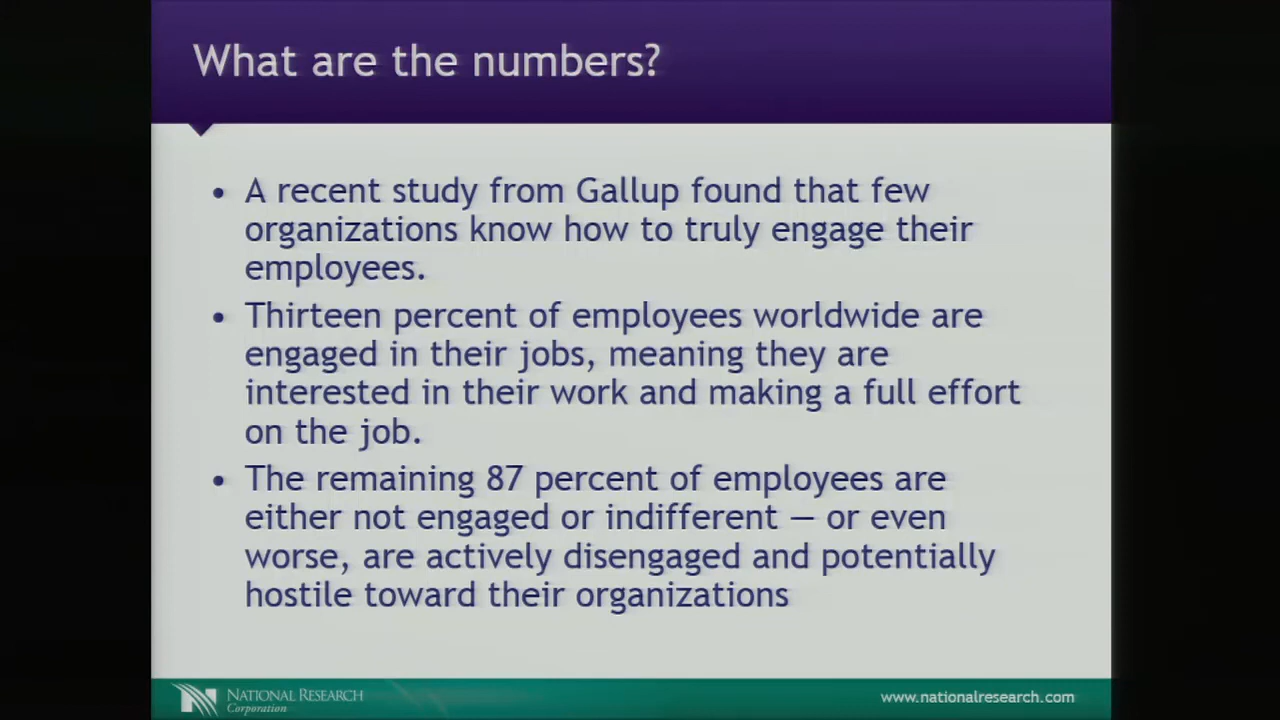 What are the numbers?
• A recent study from Gallup found that few
organizations know how to truly engage their
employees.
• Thirteen percent of employees worldwide are
engaged in their jobs, meaning they are
interested in their work and making a full effort
on the job.
• The remaining 87 percent of employees are
either not engaged or indifferent — or even
worse, are actively disengaged and potentially
hostile toward their organizations
NATIONAL RESEARCH
Corporation
www.nationalresearch.com